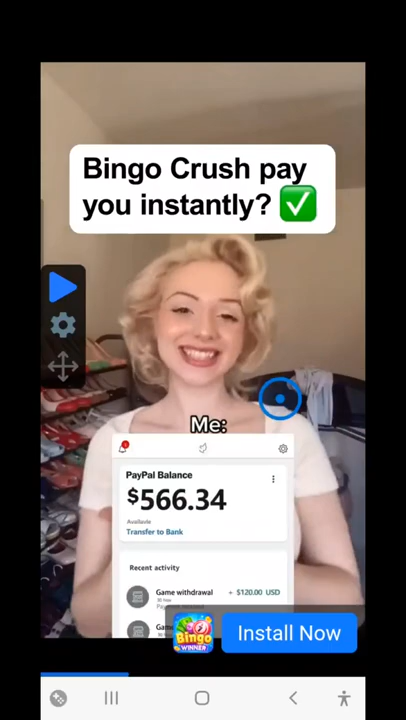 Bingo Crush pay
you instantly? ✅
Me:
PayPal Balance
$566.34
Available
Transfer to Bank
Recent activity
Game withdrawal
+ $120.00 USD
Bingo
WINNER
Install Now